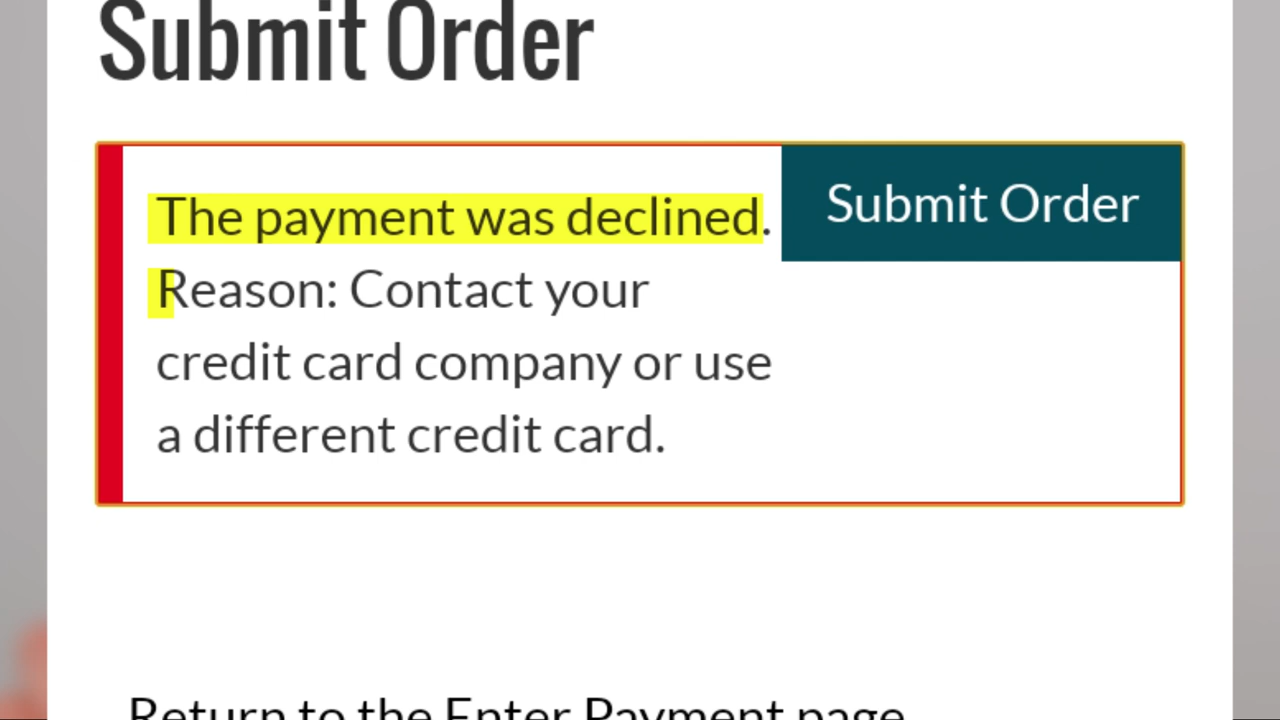 Submit Order
The payment was declined.
Submit Order
Reason: Contact your
credit card company or use
a different credit card.
Return to the Enter Payment page